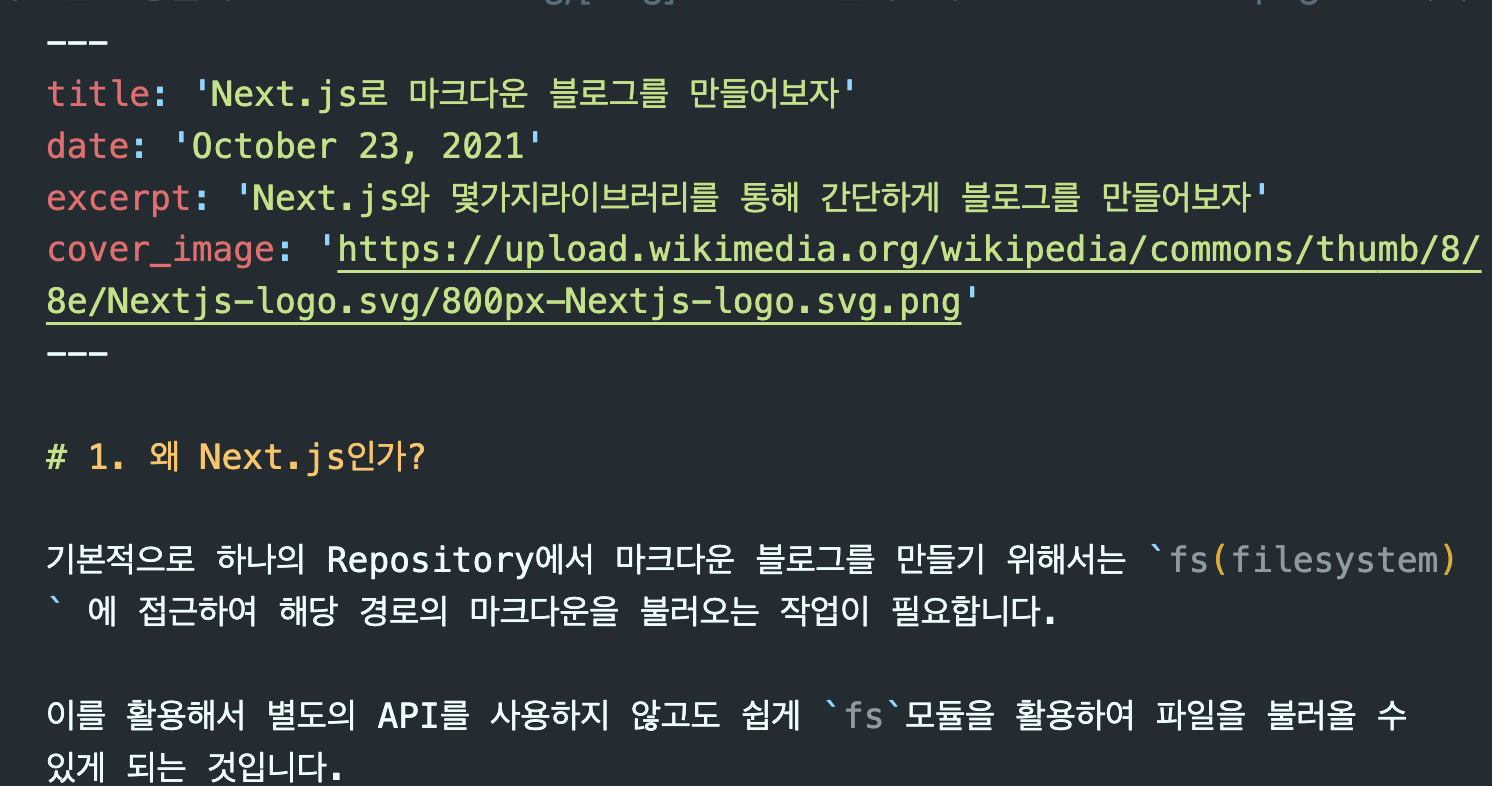 ---
title: 'Next.js로 마크다운 블로그를 만들어보자'
date: 'October 23, 2021'
excerpt: 'Next.js와 몇가지라이브러리를 통해 간단하게 블로그를 만들어보자'
cover_image: 'https://upload.wikimedia.org/wikipedia/commons/thumb/8/
8e/Nextjs-logo.svg/800px-Nextjs-logo.svg.png'
---
# 1. 왜 Next.js인가?
기본적으로 하나의 Repository에서 마크다운 블로그를 만들기 위해서는 `fs(filesystem)
` 에 접근하여 해당 경로의 마크다운을 불러오는 작업이 필요합니다.
이를 활용해서 별도의 API를 사용하지 않고도 쉽게 `fs`모듈을 활용하여 파일을 불러올 수
있게 되는 것입니다.